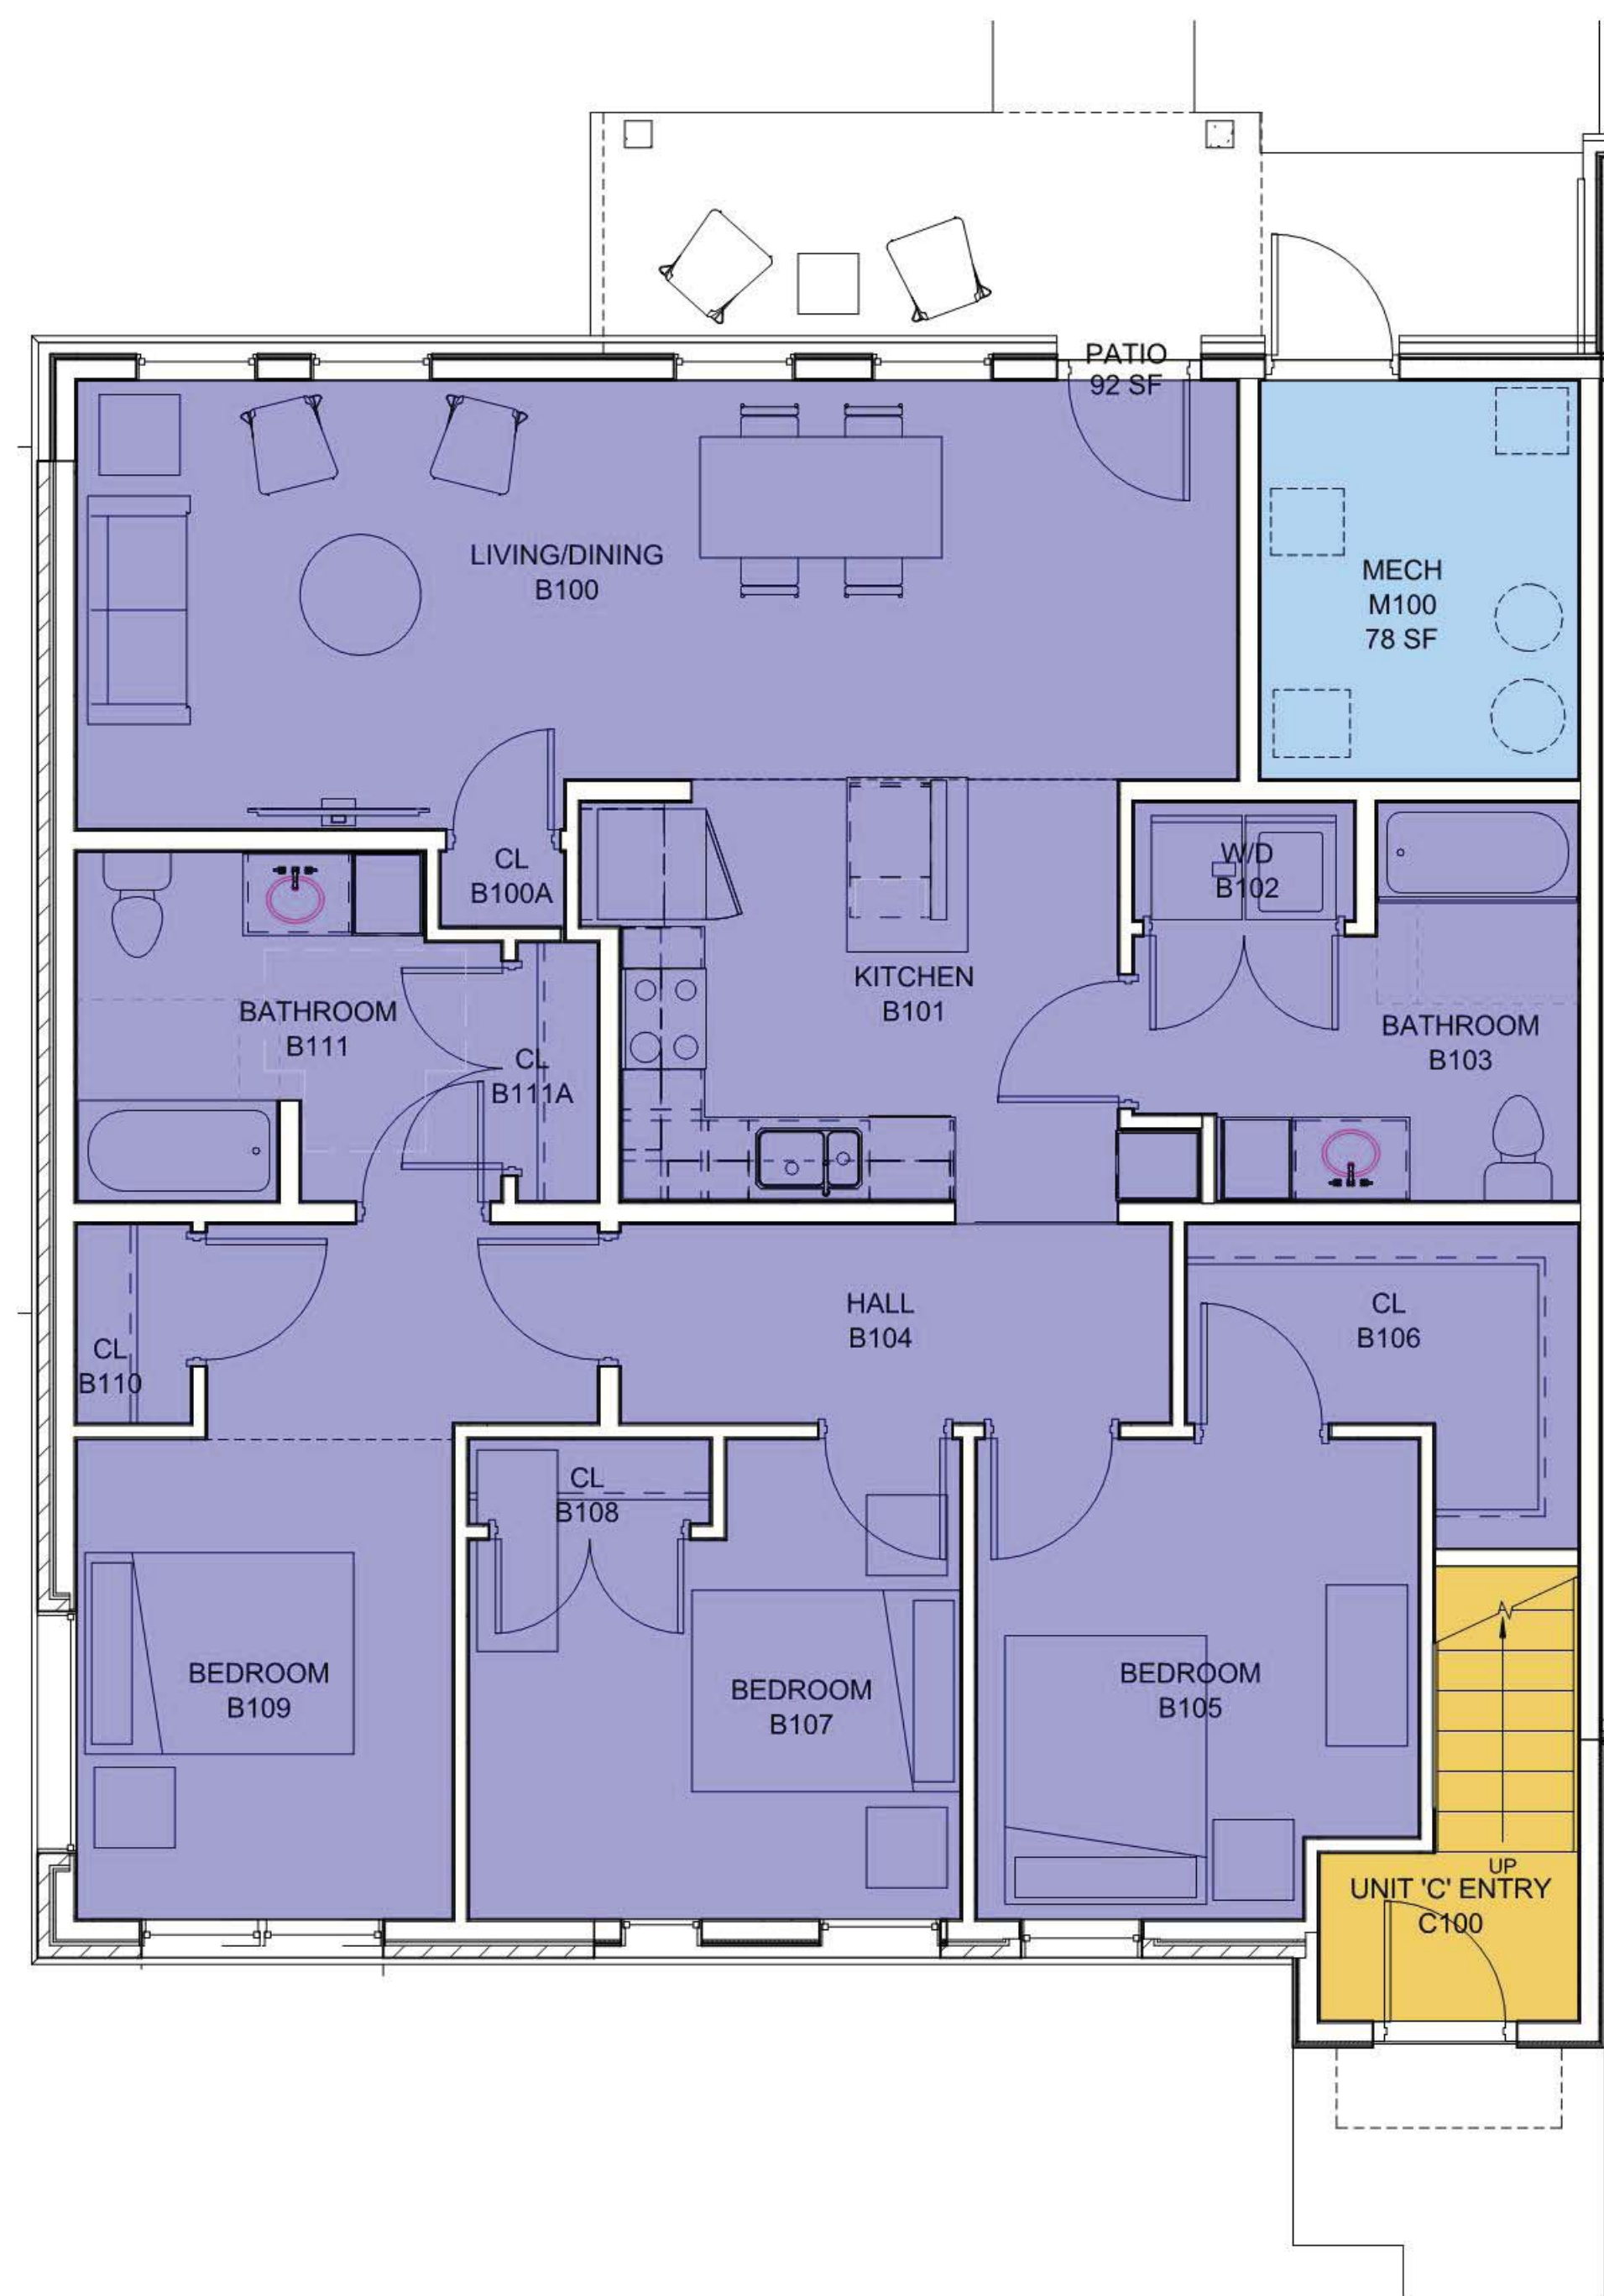 PATIO
92 SF
LIVING/DINING
B100
MECH
M100
78 SF
CL
B100A
W/D
B102
KITCHEN
B101
BATHROOM
B111
BATHROOM
B103
CL
B111A
HALL
B104
CL
B106
CL
B110
CL
B108
BEDROOM
B109
BEDROOM
B107
BEDROOM
B105
UP
UNIT 'C' ENTRY
C100